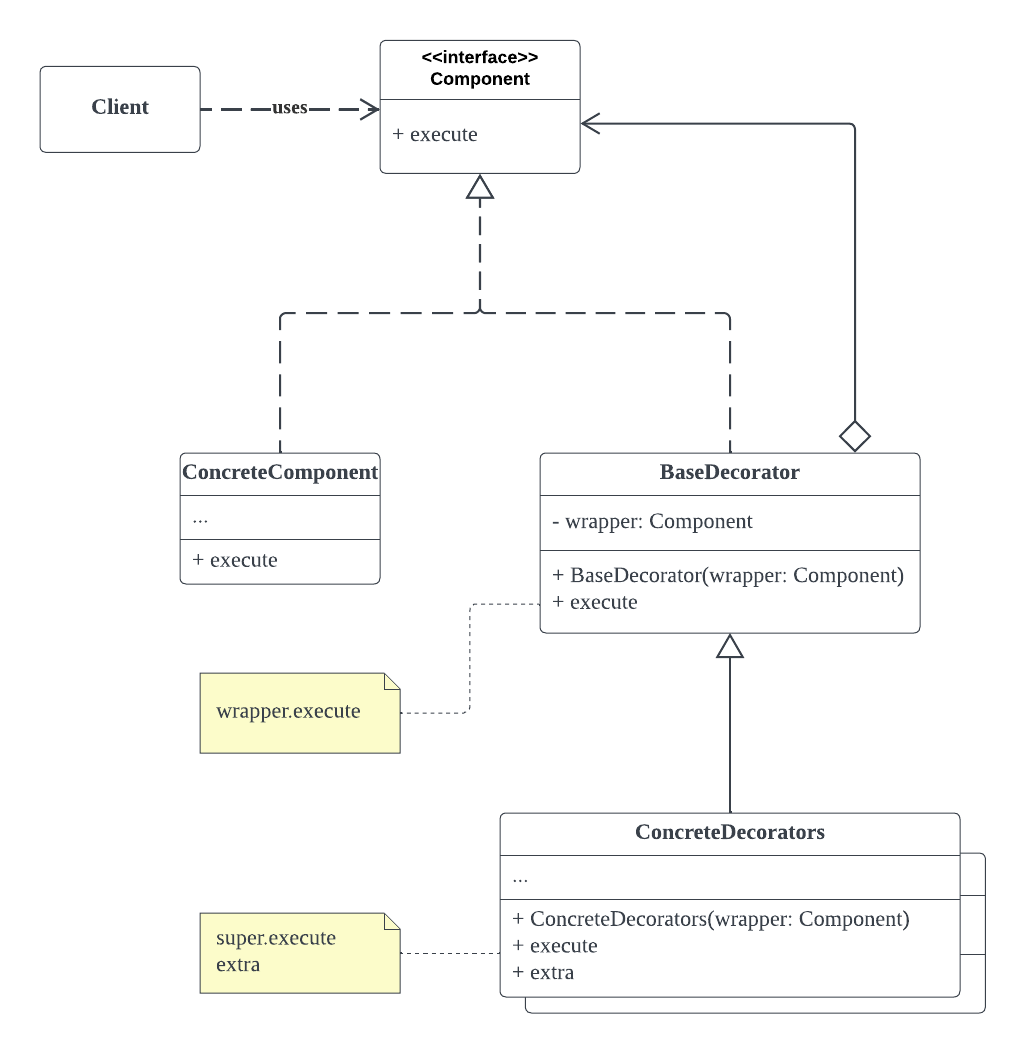 <<interface>>
Component
Client
uses
+ execute
ConcreteComponent
...
+ execute
BaseDecorator
- wrapper: Component
+ BaseDecorator(wrapper: Component)
+ execute
wrapper.execute
ConcreteDecorators
...
+ ConcreteDecorators(wrapper: Component)
+ execute
+ extra
super.execute
extra